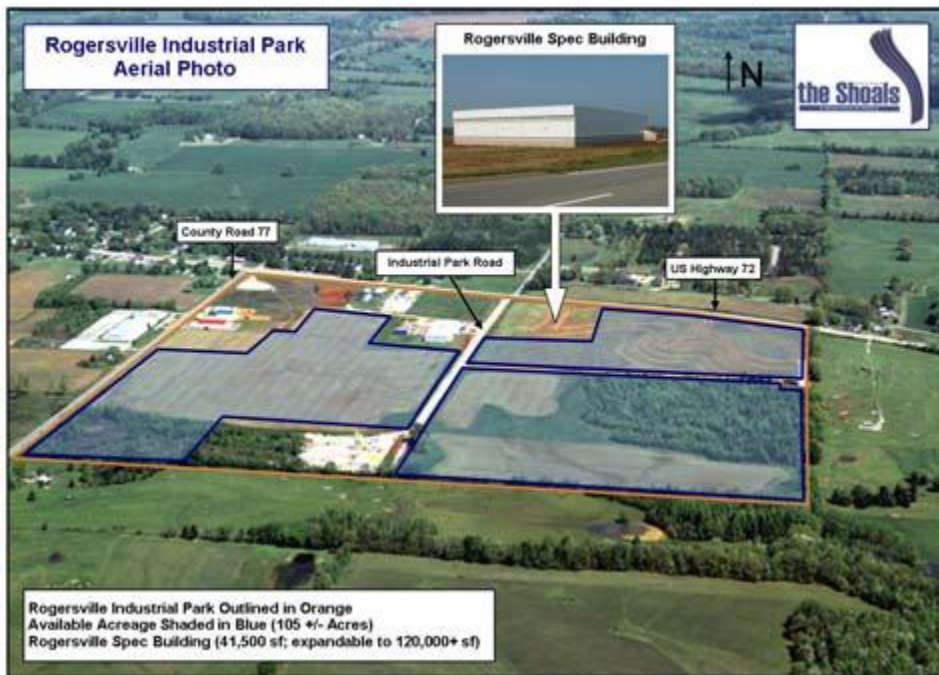 Rogersville Industrial Park
Aerial Photo
Rogersville Spec Building
N
the Shoals
County Road 77
Industrial Park Road
US Highway 72
Rogersville Industrial Park Outlined in Orange
Available Acreage Shaded in Blue (105 +/- Acres)
Rogersville Spec Building (41,500 sf; expandable to 120,000+ sf)